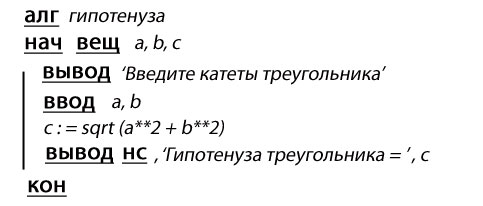 алг гипотенуза
нач вещ a, b, c
вывод ‘Введите катеты треугольника’
ввод a, b
c : = sqrt (a**2 + b**2)
вывод нс , ‘Гипотенуза треугольника = ’ , c
кон